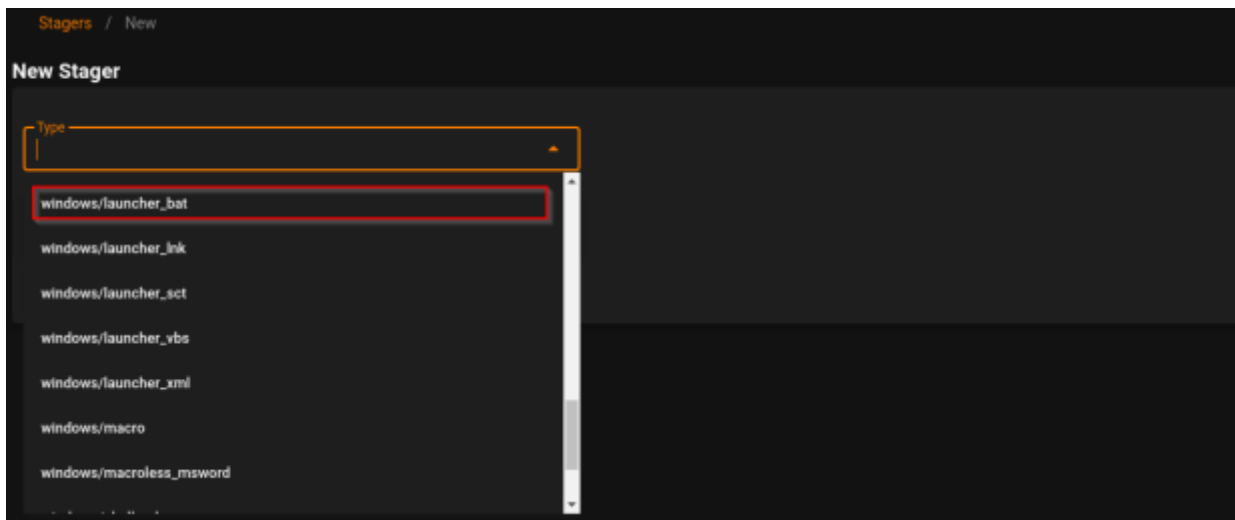 Stagers / New
New Stager
Type
windows/launcher_bat
windows/launcher_lnk
windows/launcher_sct
windows/launcher_vbs
windows/launcher_xml
windows/macro
windows/macroless_msword